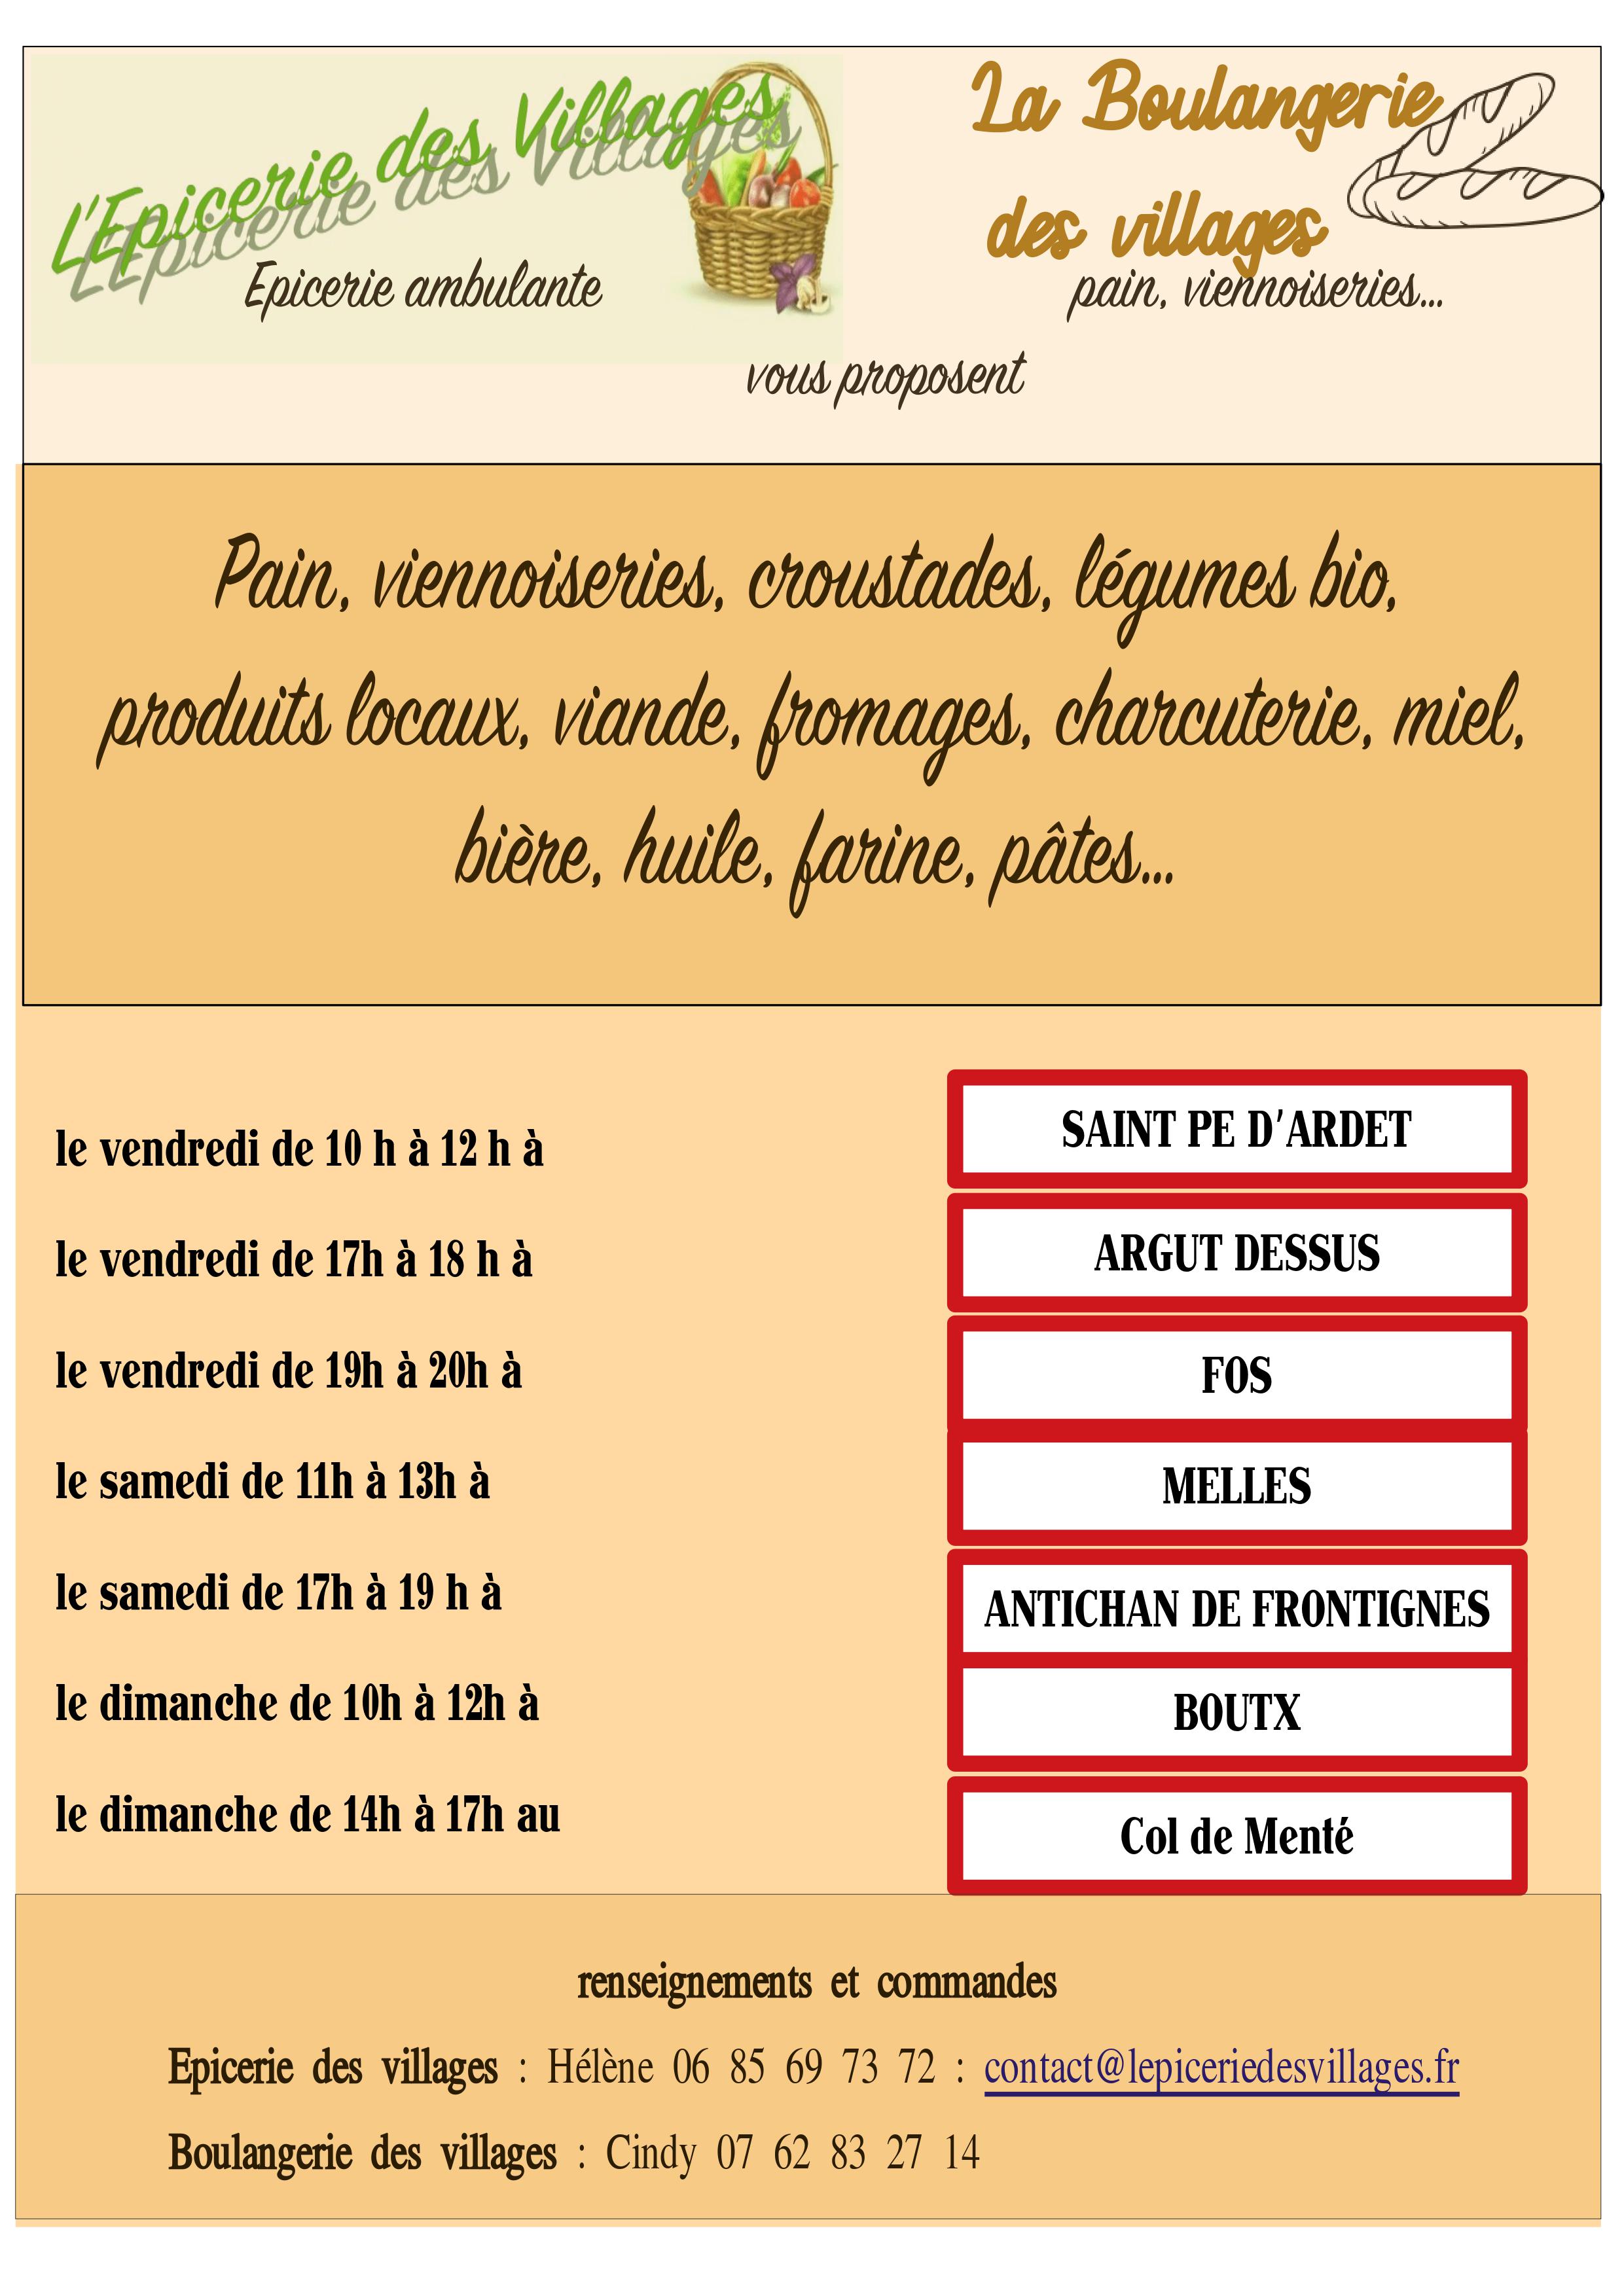 L'Epicerie des Villages
Epicerie ambulante
La Boulangerie
des villages
pain, viennoiseries...
vous proposent
Pain, viennoiseries, croustades, légumes bio,
produits locaux, viande, fromages, charcuterie, miel,
bière, huile, farine, pâtes...
le vendredi de 10 h à 12 h à
SAINT PE D'ARDET
le vendredi de 17h à 18 h à
ARGUT DESSUS
le vendredi de 19h à 20h à
FOS
le samedi de 11h à 13h à
MELLES
le samedi de 17h à 19 h à
ANTICHAN DE FRONTIGNES
le dimanche de 10h à 12h à
BOUTX
le dimanche de 14h à 17h au
Col de Menté
renseignements et commandes
Epicerie des villages : Hélène 06 85 69 73 72 : contact@lepiceriedesvillages.fr
Boulangerie des villages : Cindy 07 62 83 27 14